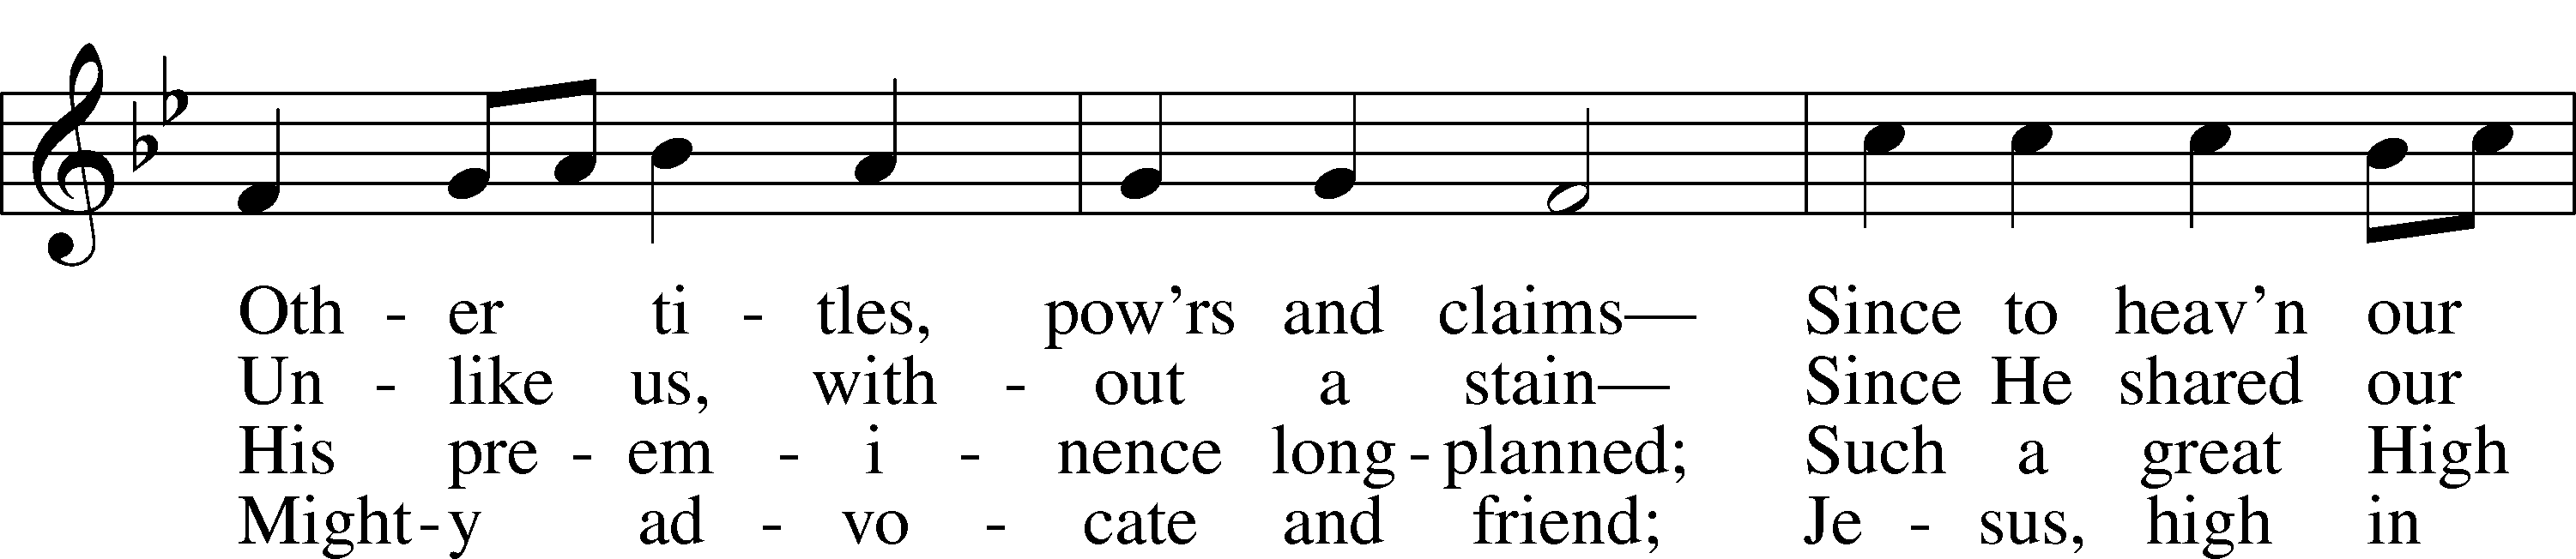 Oth - er ti - tles, pow'rs and claims— Since to heav'n our
Un - like us, with - out a stain— Since He shared our
His pre - em - i - nence long - planned; Such a great High
Might - y ad - vo - cate and friend; Je - sus, high in